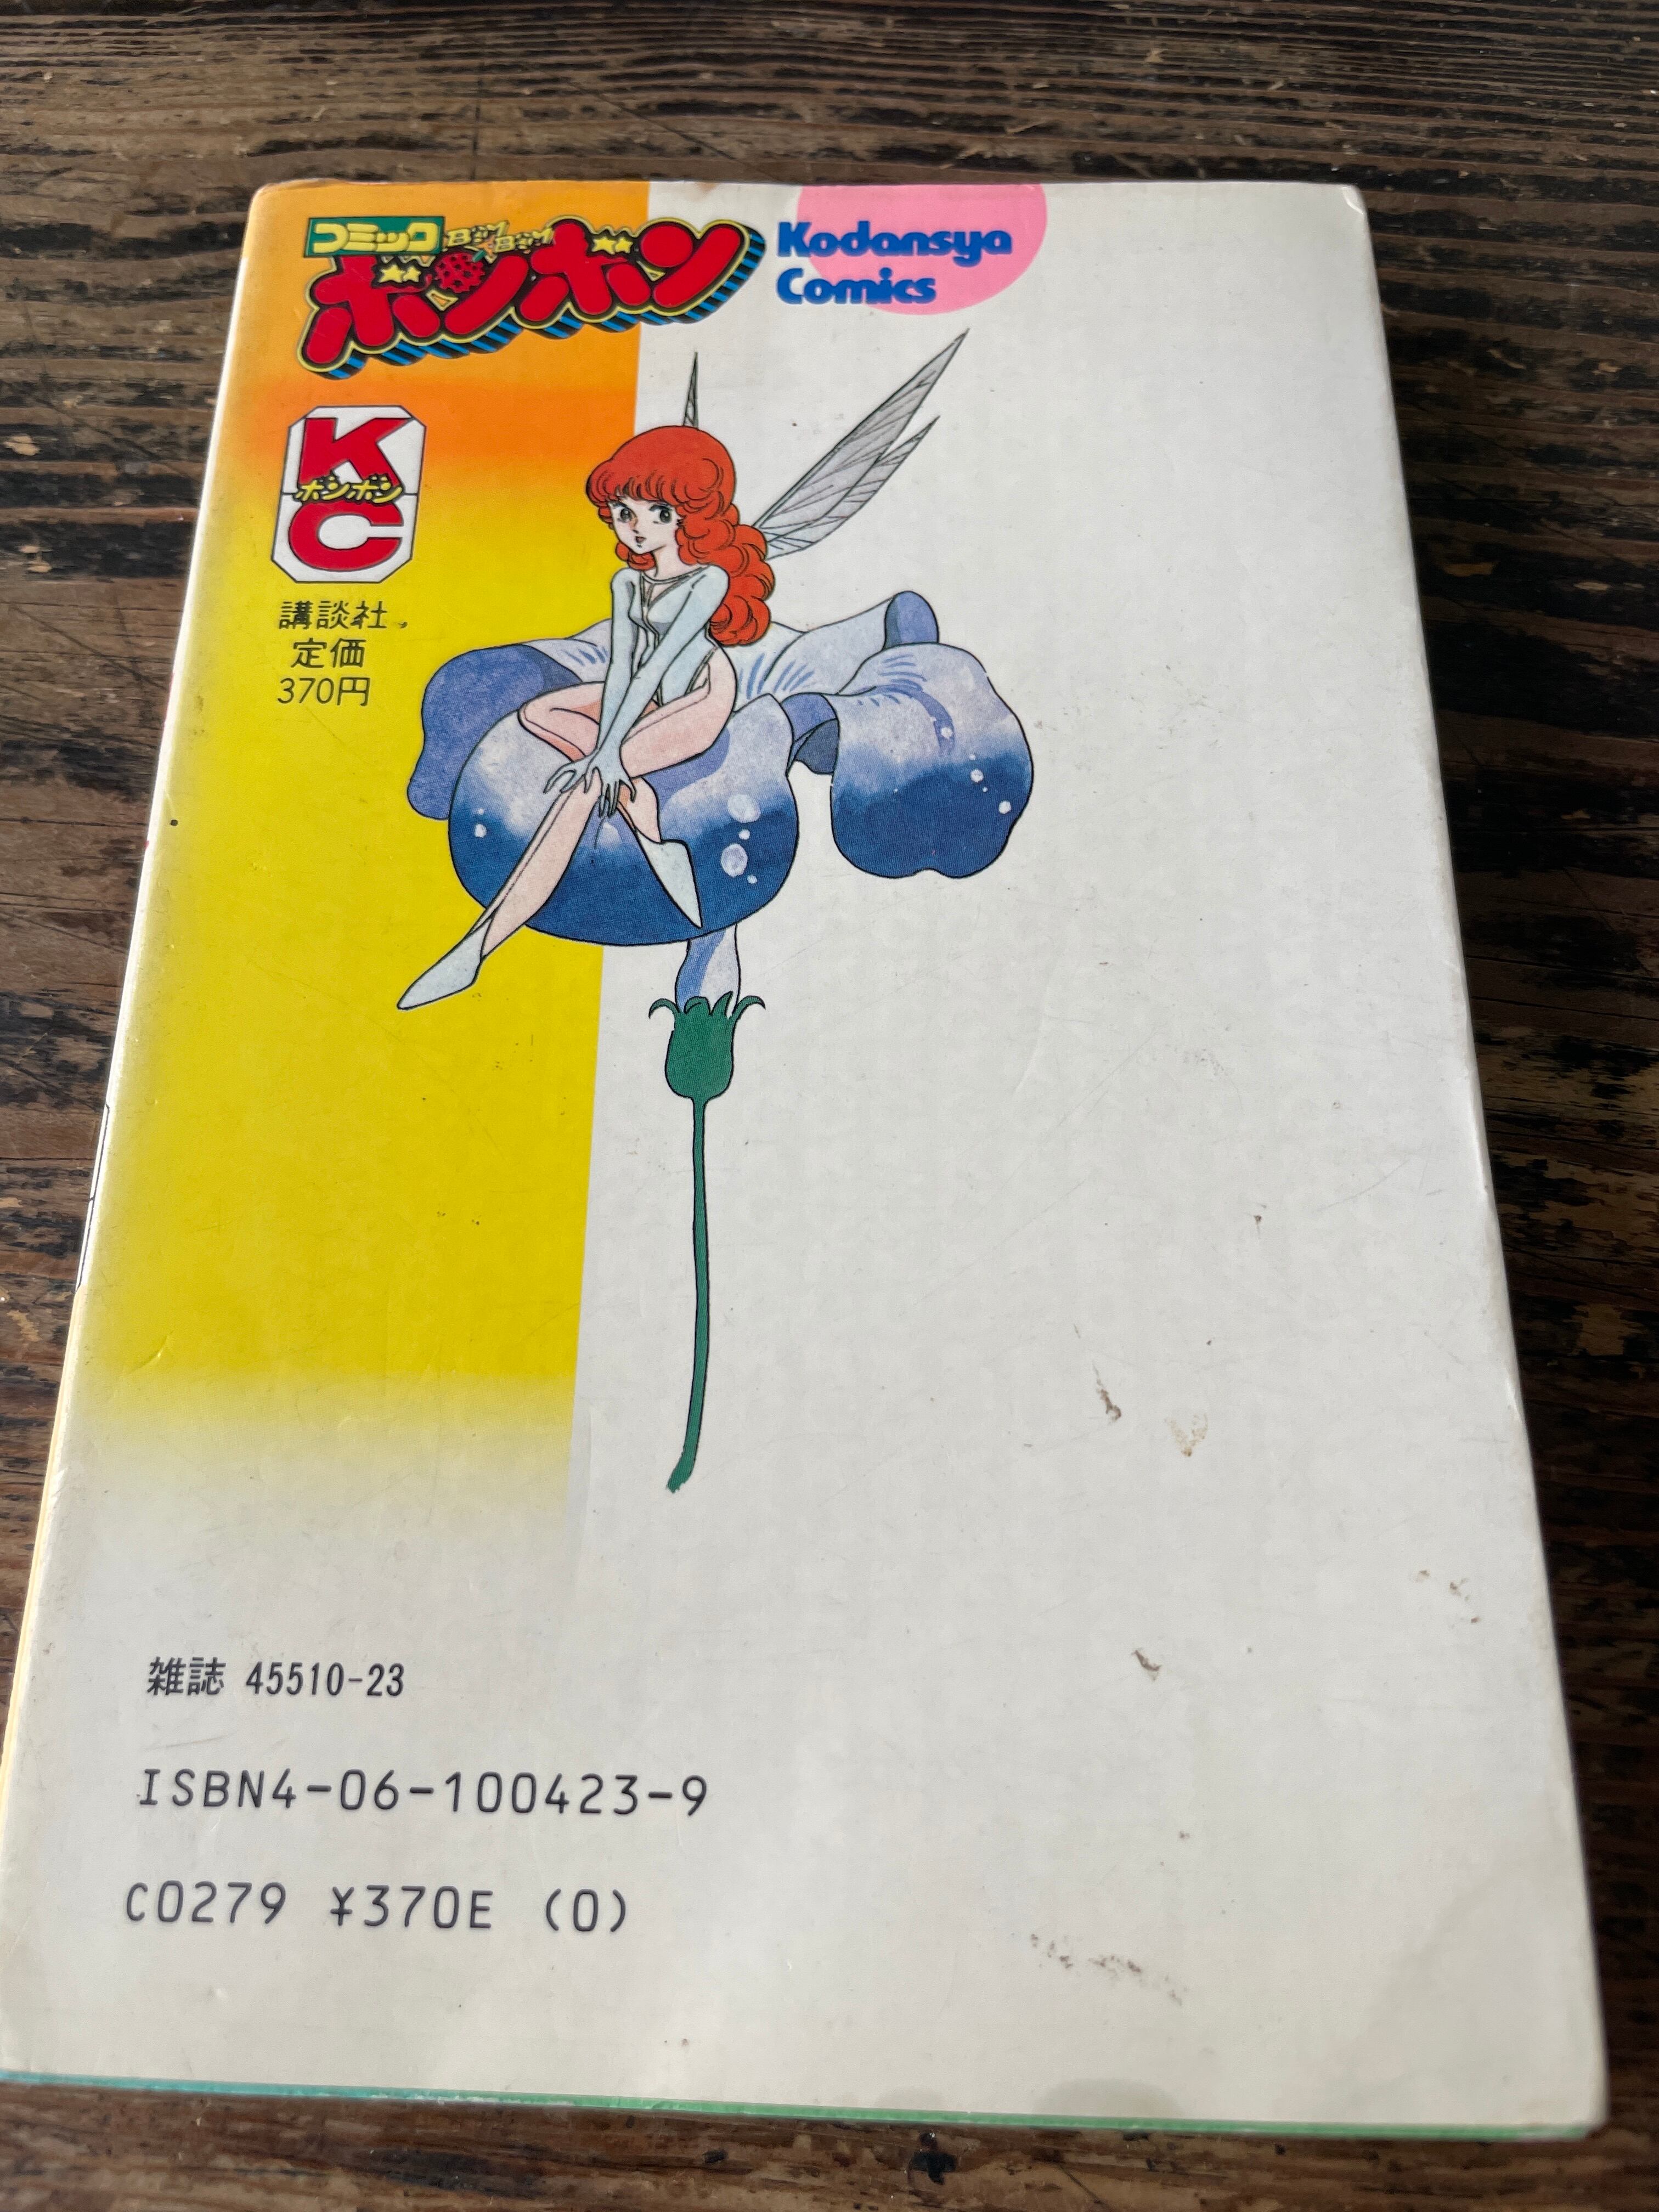 コミック
BOM BOM
ボンボン
Kodansya
Comics
K
ボンボン
C
講談社
定価
370円
雑誌 45510-23
ISBN4-06-100423-9
C0279 ¥370E (0)